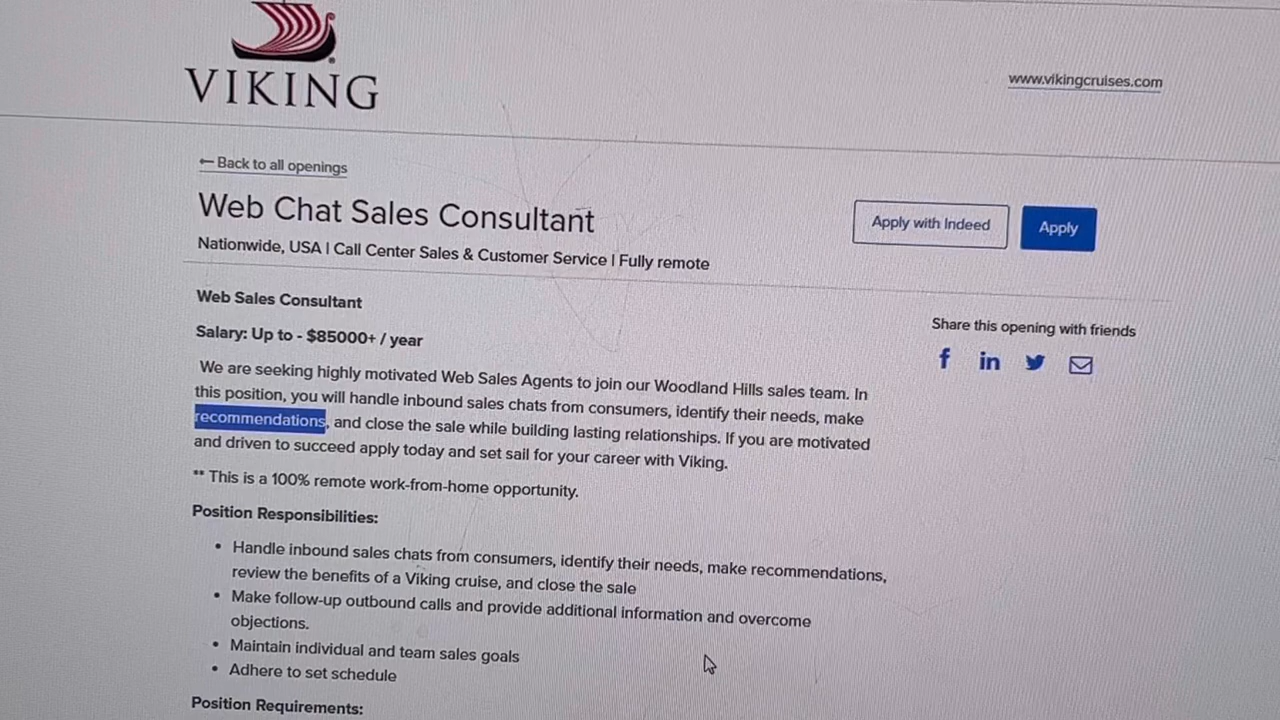 VIKING
www.vikingcruises.com
← Back to all openings
Web Chat Sales Consultant
Apply with Indeed
Apply
Nationwide, USA | Call Center Sales & Customer Service | Fully remote
Web Sales Consultant
Share this opening with friends
Salary: Up to - $85000+ / year
f in
We are seeking highly motivated Web Sales Agents to join our Woodland Hills sales team. In
this position, you will handle inbound sales chats from consumers, identify their needs, make
recommendations, and close the sale while building lasting relationships. If you are motivated
and driven to succeed apply today and set sail for your career with Viking.
** This is a 100% remote work-from-home opportunity.
Position Responsibilities:
• Handle inbound sales chats from consumers, identify their needs, make recommendations,
review the benefits of a Viking cruise, and close the sale
• Make follow-up outbound calls and provide additional information and overcome
objections.
• Maintain individual and team sales goals
• Adhere to set schedule
Position Requirements: